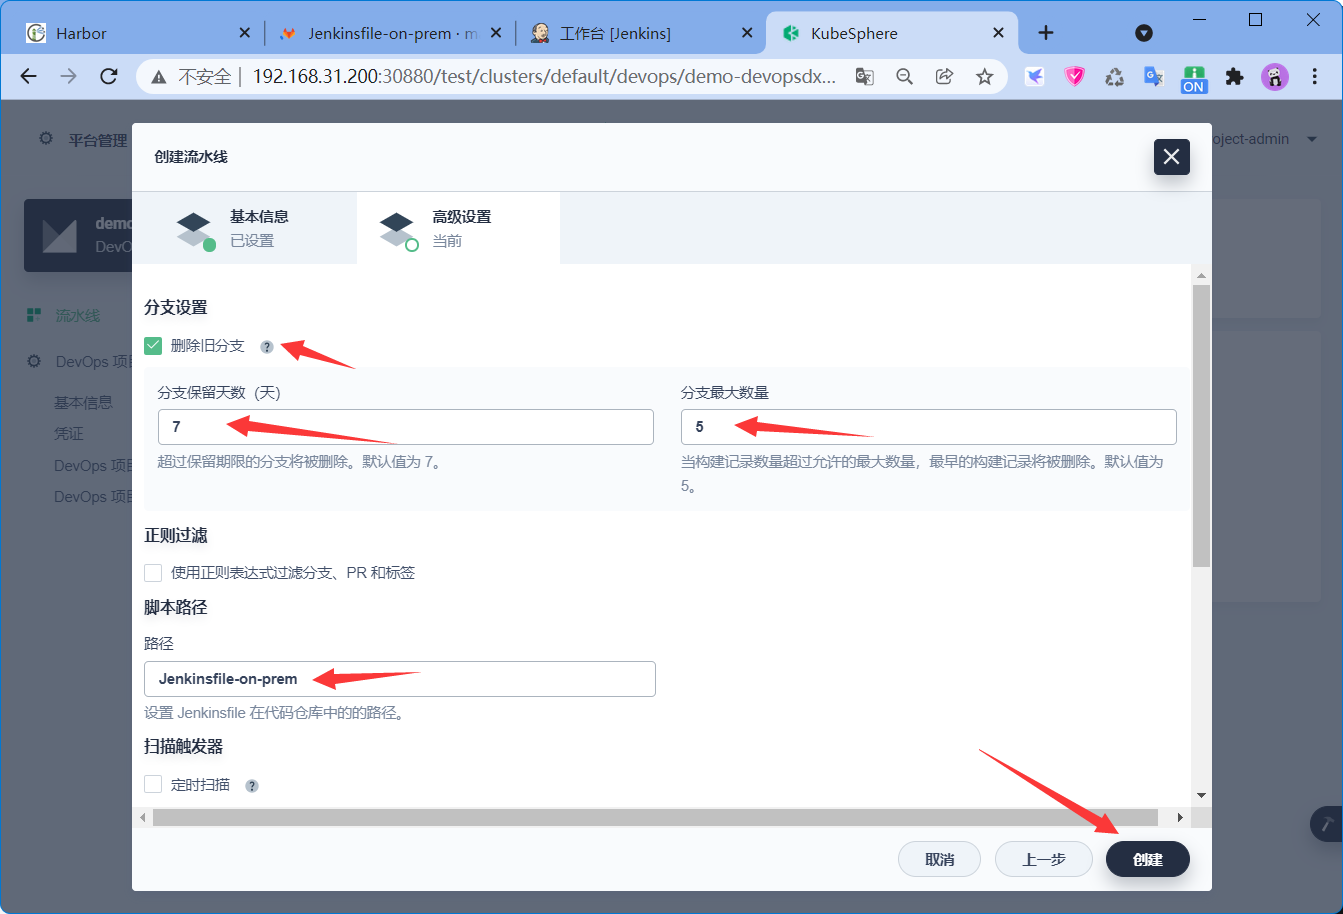 Harbor
Jenkinsfile-on-prem · m
工作台 [Jenkins]
KubeSphere
不安全
192.168.31.200:30880/test/clusters/default/devops/demo-devopsdx...
ON
平台管理
oject-admin
创建流水线
demo
DevO
基本信息
已设置
高级设置
当前
流水线
DevOps 项目
基本信息
凭证
DevOps 项目
DevOps 项目
分支设置
删除旧分支 ?
分支保留天数（天）
分支最大数量
7
5
超过保留期限的分支将被删除。默认值为 7。
当构建记录数量超过允许的最大数量，最早的构建记录将被删除。默认值为
5。
正则过滤
使用正则表达式过滤分支、PR 和标签
脚本路径
路径
Jenkinsfile-on-prem
设置 Jenkinsfile 在代码仓库中的的路径。
扫描触发器
定时扫描 ?
取消
上一步
创建